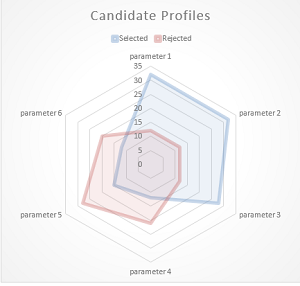 Candidate Profiles
Selected Rejected
parameter 1
35
30
25
20
15
10
5
0
parameter 6
parameter 2
parameter 5
parameter 3
parameter 4